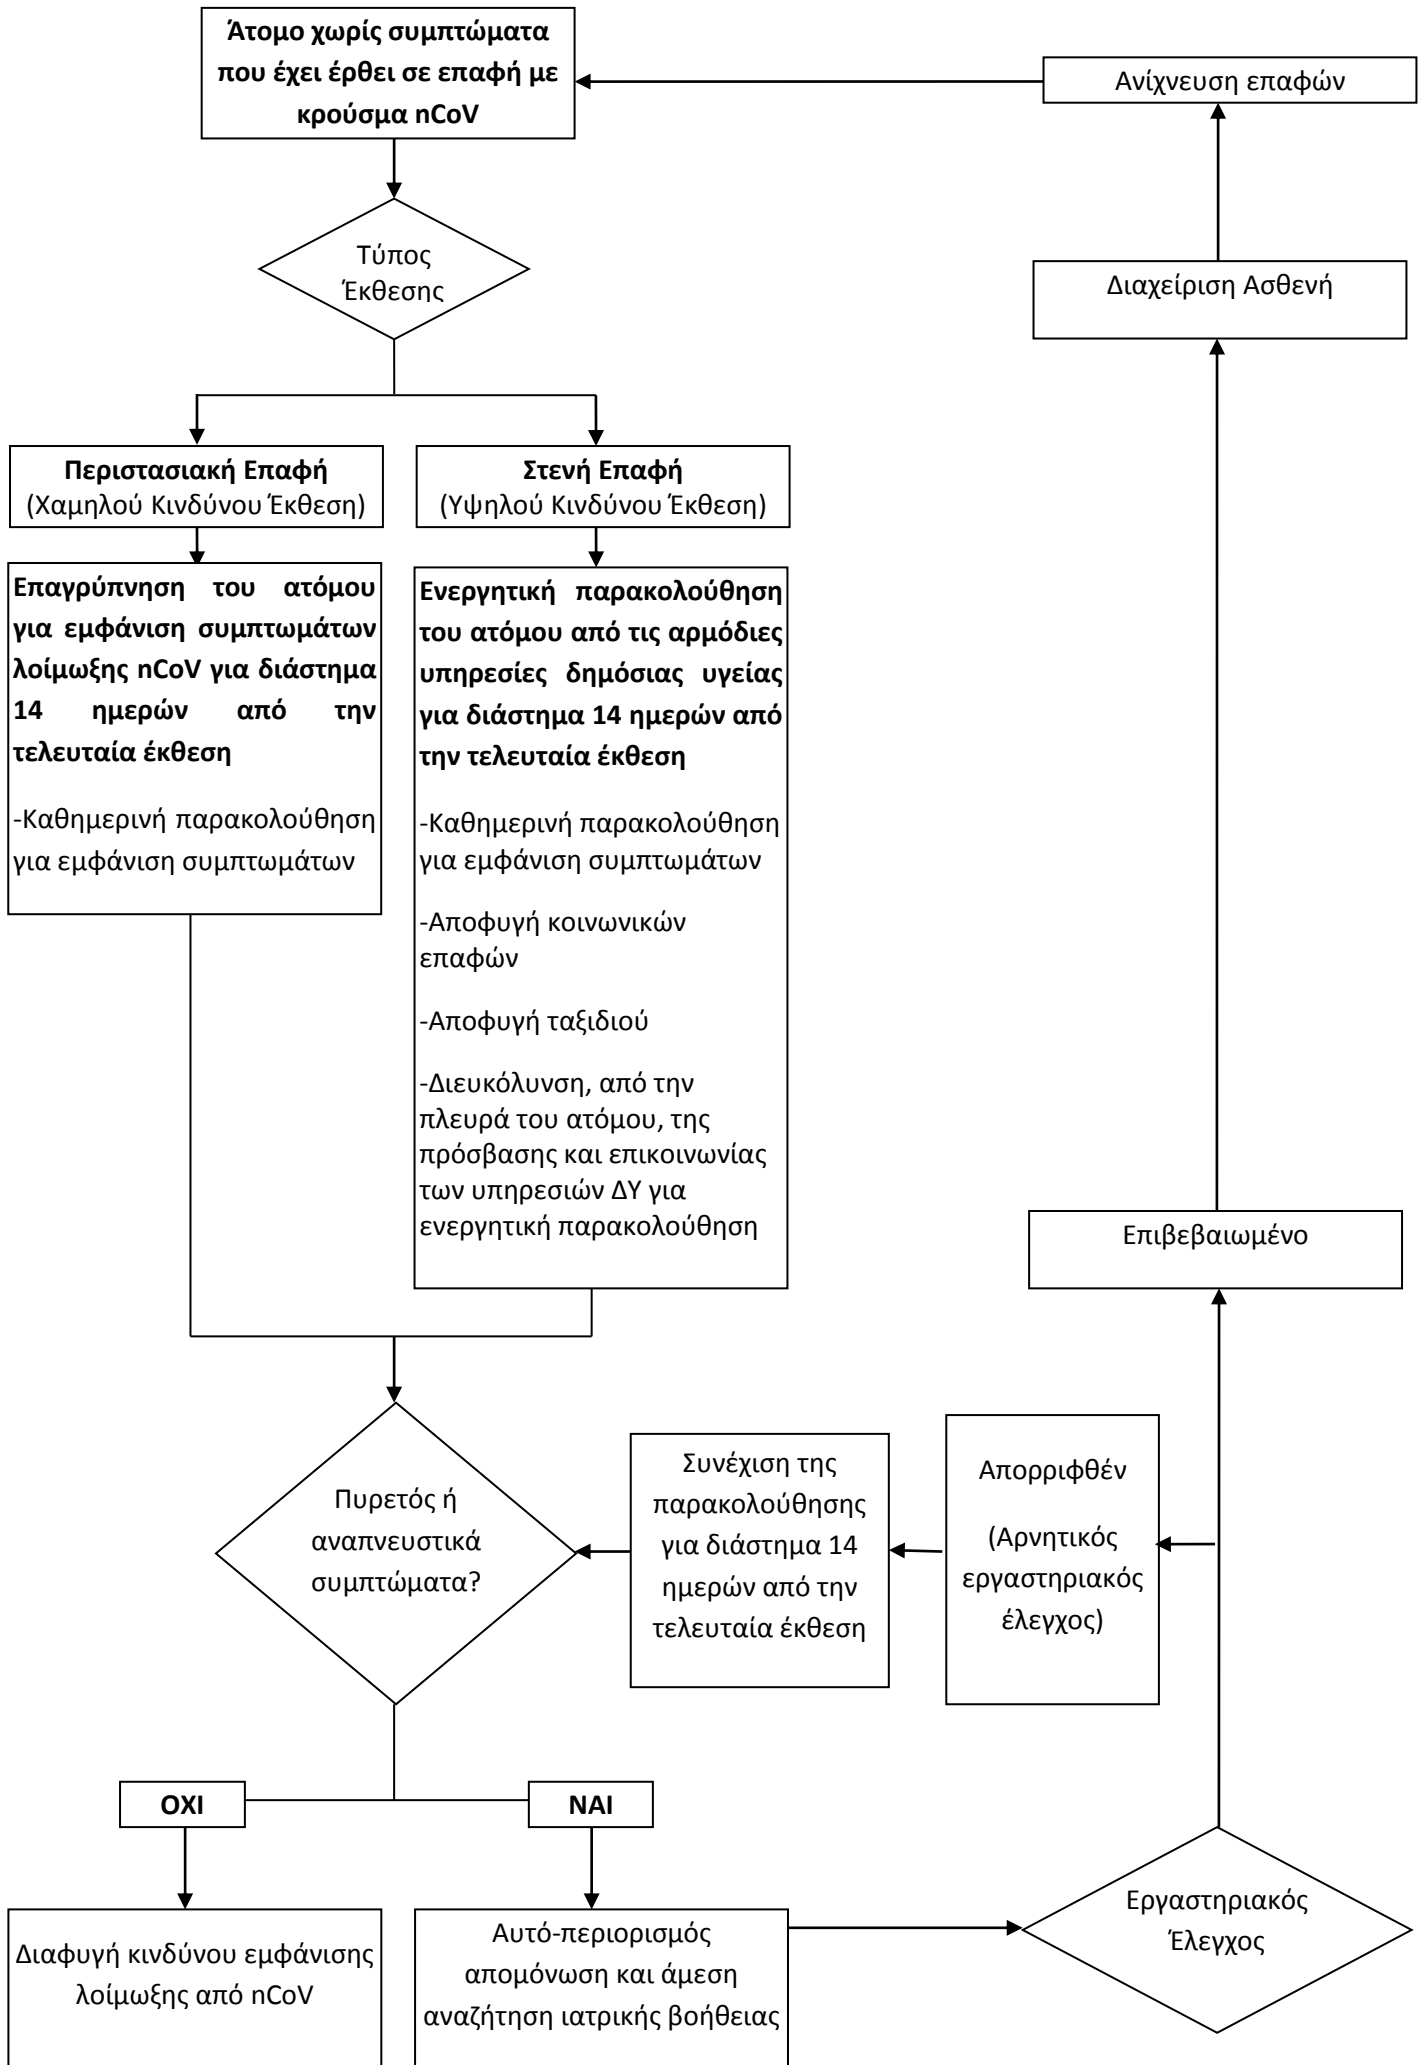 Άτομο χωρίς συμπτώματα
που έχει έρθει σε επαφή με
κρούσμα nCoV
Ανίχνευση επαφών
Τύπος
Έκθεσης
Διαχείριση Ασθενή
Περιστασιακή Επαφή
(Χαμηλού Κινδύνου Έκθεση)
Στενή Επαφή
(Υψηλού Κινδύνου Έκθεση)
Επαγρύπνηση του ατόμου
για εμφάνιση συμπτωμάτων
λοίμωξης nCoV για διάστημα
14 ημερών από την
τελευταία έκθεση
-Καθημερινή παρακολούθηση
για εμφάνιση συμπτωμάτων
Ενεργητική παρακολούθηση
του ατόμου από τις αρμόδιες
υπηρεσίες δημόσιας υγείας
για διάστημα 14 ημερών από
την τελευταία έκθεση
-Καθημερινή παρακολούθηση
για εμφάνιση συμπτωμάτων
-Αποφυγή κοινωνικών
επαφών
-Αποφυγή ταξιδιού
-Διευκόλυνση, από την
πλευρά του ατόμου, της
πρόσβασης και επικοινωνίας
των υπηρεσιών ΔΥ για
ενεργητική παρακολούθηση
Επιβεβαιωμένο
Πυρετός ή
αναπνευστικά
συμπτώματα?
Συνέχιση της
παρακολούθησης
για διάστημα 14
ημερών από την
τελευταία έκθεση
Απορριφθέν
(Αρνητικός
εργαστηριακός
έλεγχος)
ΟΧΙ
ΝΑΙ
Διαφυγή κινδύνου εμφάνισης
λοίμωξης από nCoV
Αυτό-περιορισμός
απομόνωση και άμεση
αναζήτηση ιατρικής βοήθειας
Εργαστηριακός
Έλεγχος